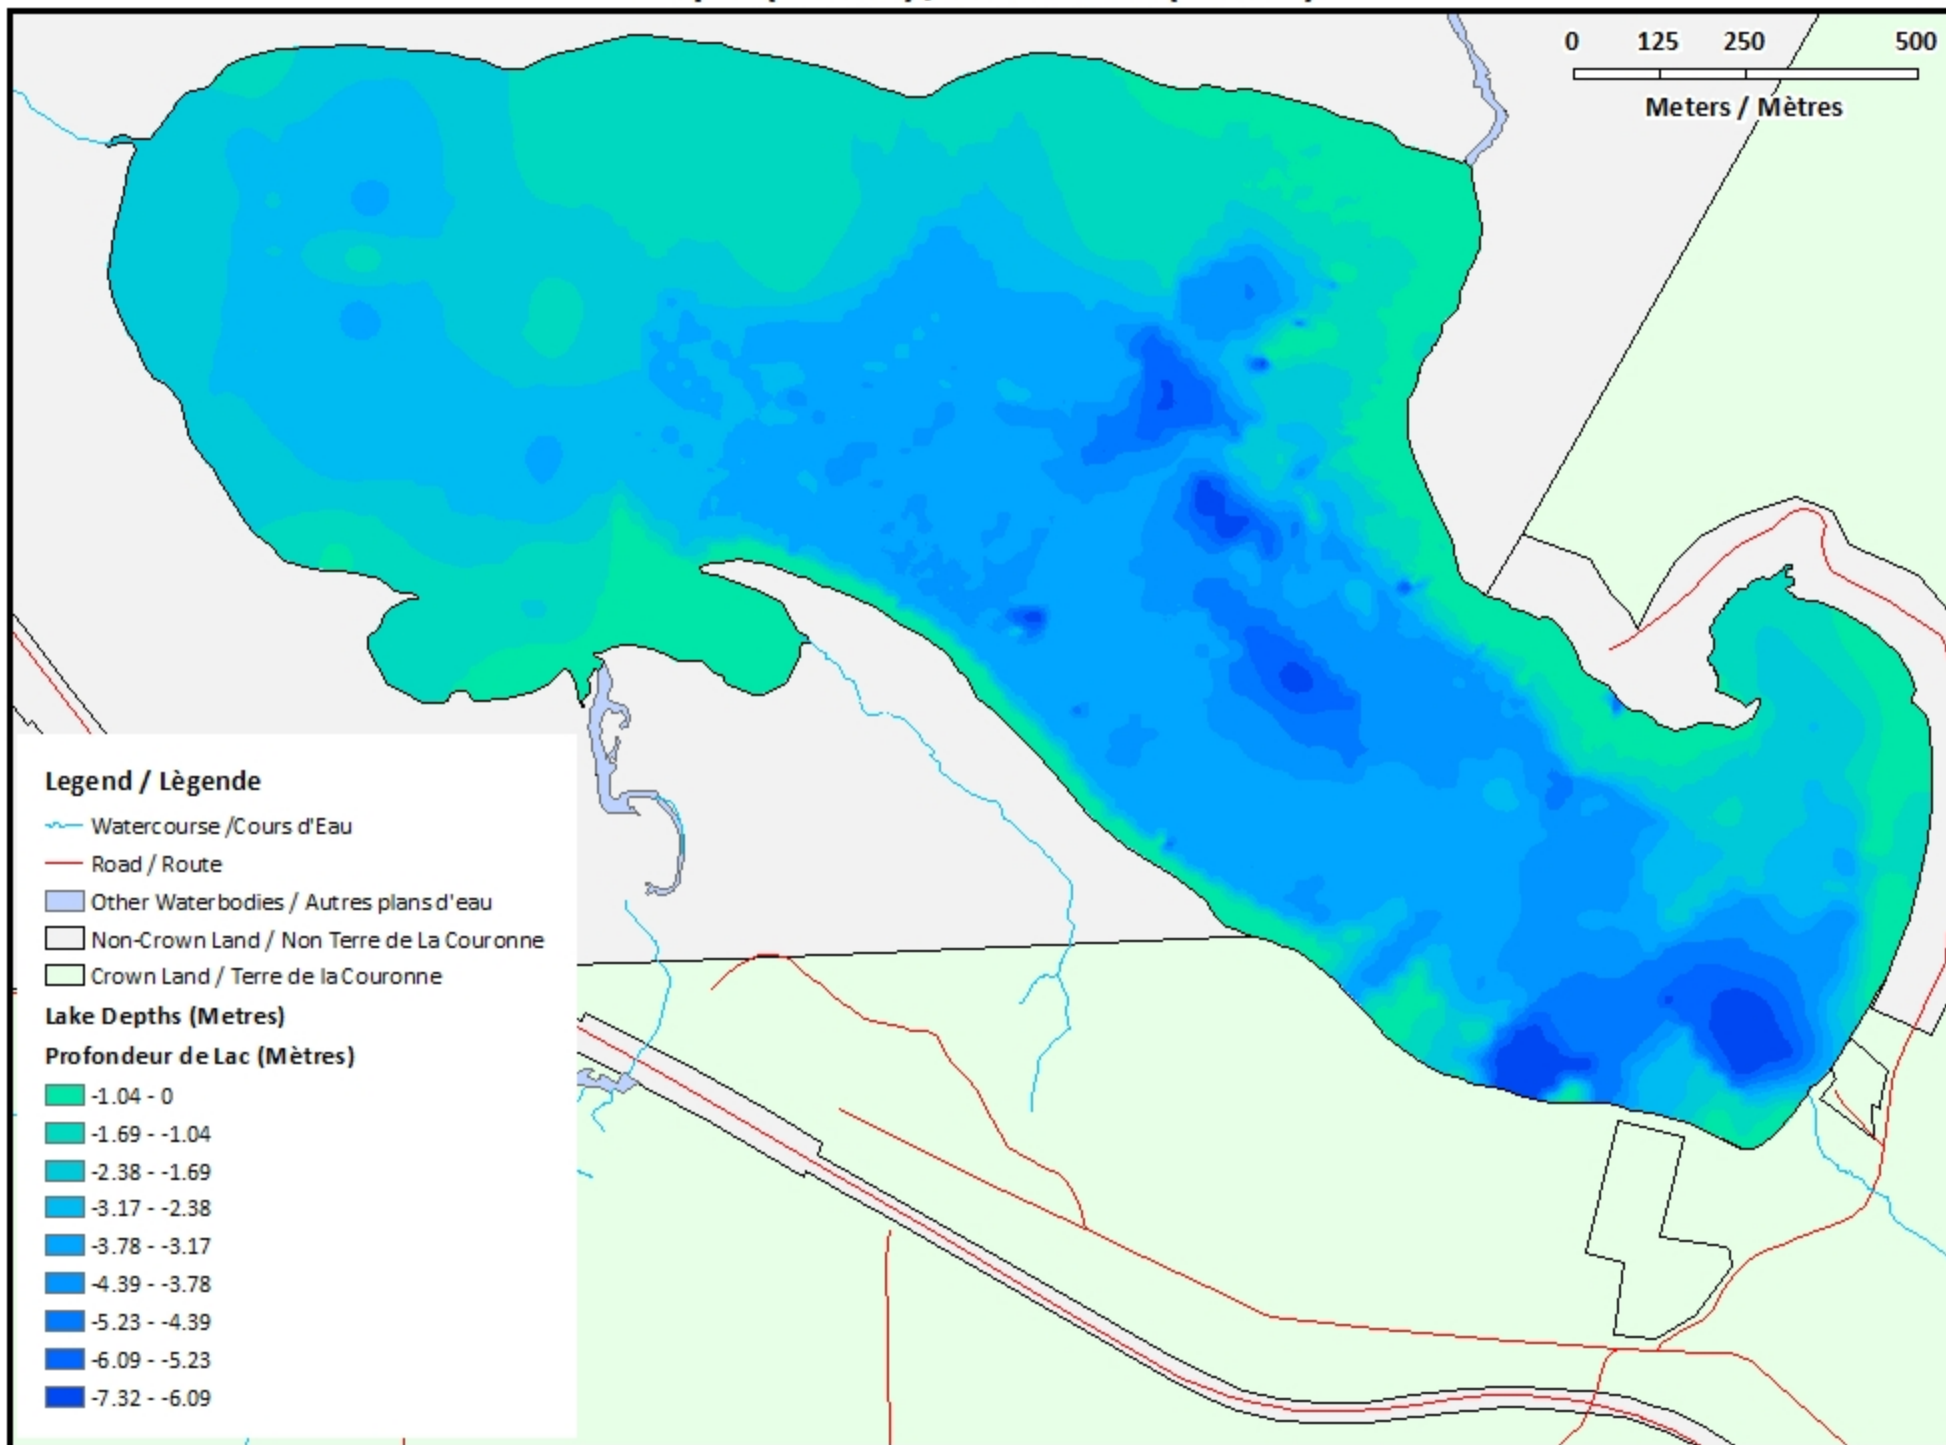 0 125 250 500
Meters / Mètres
Legend / Lègende
Watercourse /Cours d'Eau
Road / Route
Other Waterbodies / Autres plans d'eau
Non-Crown Land / Non Terre de La Couronne
Crown Land / Terre de la Couronne
Lake Depths (Metres)
Profondeur de Lac (Mètres)
-1.04 - 0
-1.69 - -1.04
-2.38 - -1.69
-3.17 - -2.38
-3.78 - -3.17
-4.39 - -3.78
-5.23 - -4.39
-6.09 - -5.23
-7.32 - -6.09